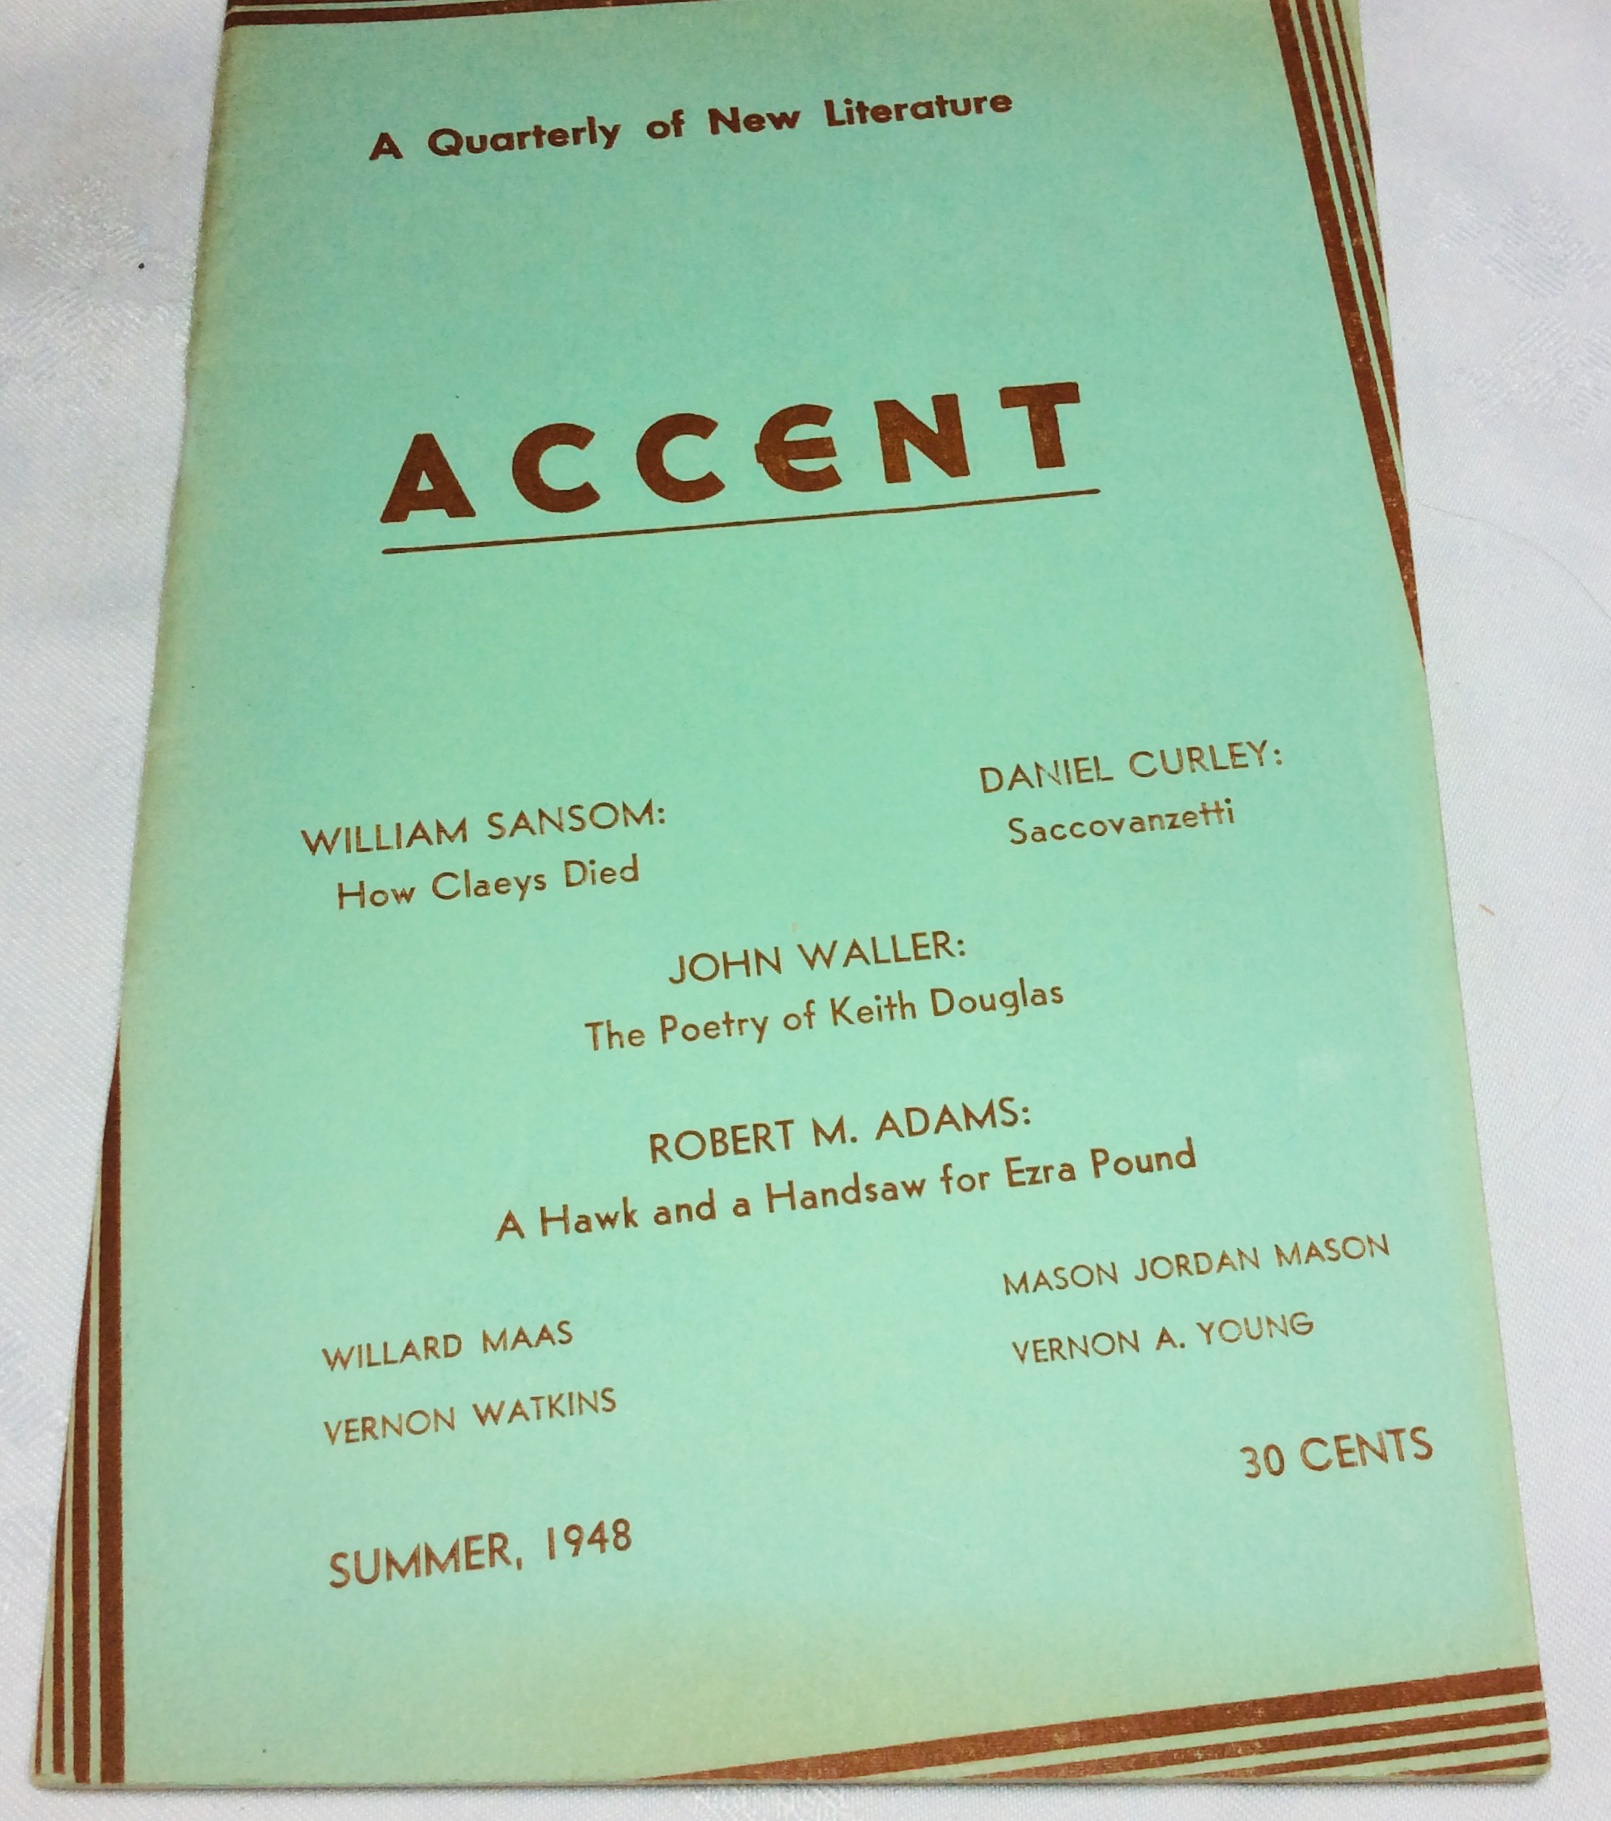 A Quarterly of New Literature
ACCENT
WILLIAM SANSOM:
How Claeys Died
DANIEL CURLEY:
Saccovanzetti
JOHN WALLER:
The Poetry of Keith Douglas
ROBERT M. ADAMS:
A Hawk and a Handsaw for Ezra Pound
WILLARD MAAS
VERNON WATKINS
MASON JORDAN MASON
VERNON A. YOUNG
30 CENTS
SUMMER, 1948